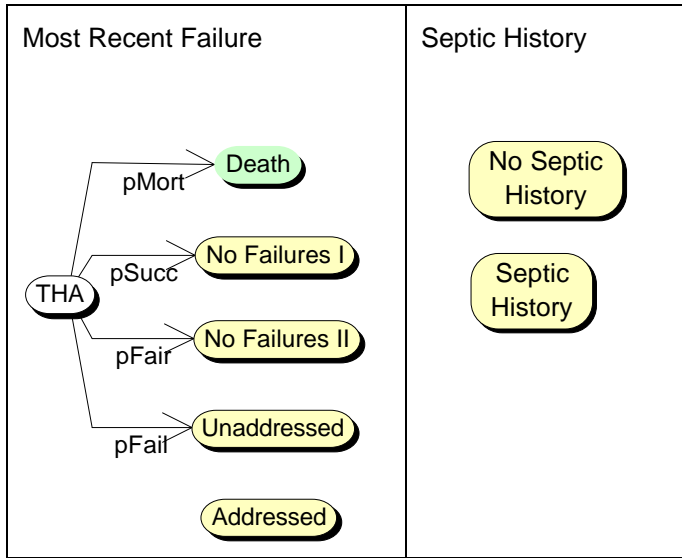 Most Recent Failure
Septic History
Death
pMort
No Failures I
pSucc
THA
No Failures II
pFair
Unaddressed
pFail
Addressed
No Septic
History
Septic
History